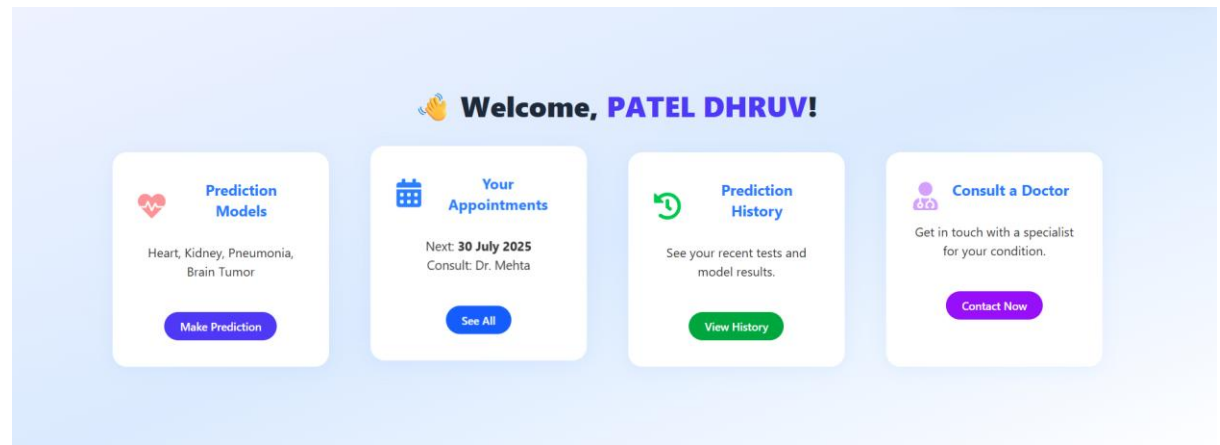 Welcome, PATEL DHRUV!
Prediction
Models
Heart, Kidney, Pneumonia,
Brain Tumor
Make Prediction
Your
Appointments
Next: 30 July 2025
Consult: Dr. Mehta
See All
Prediction
History
See your recent tests and
model results.
View History
Consult a Doctor
Get in touch with a specialist
for your condition.
Contact Now